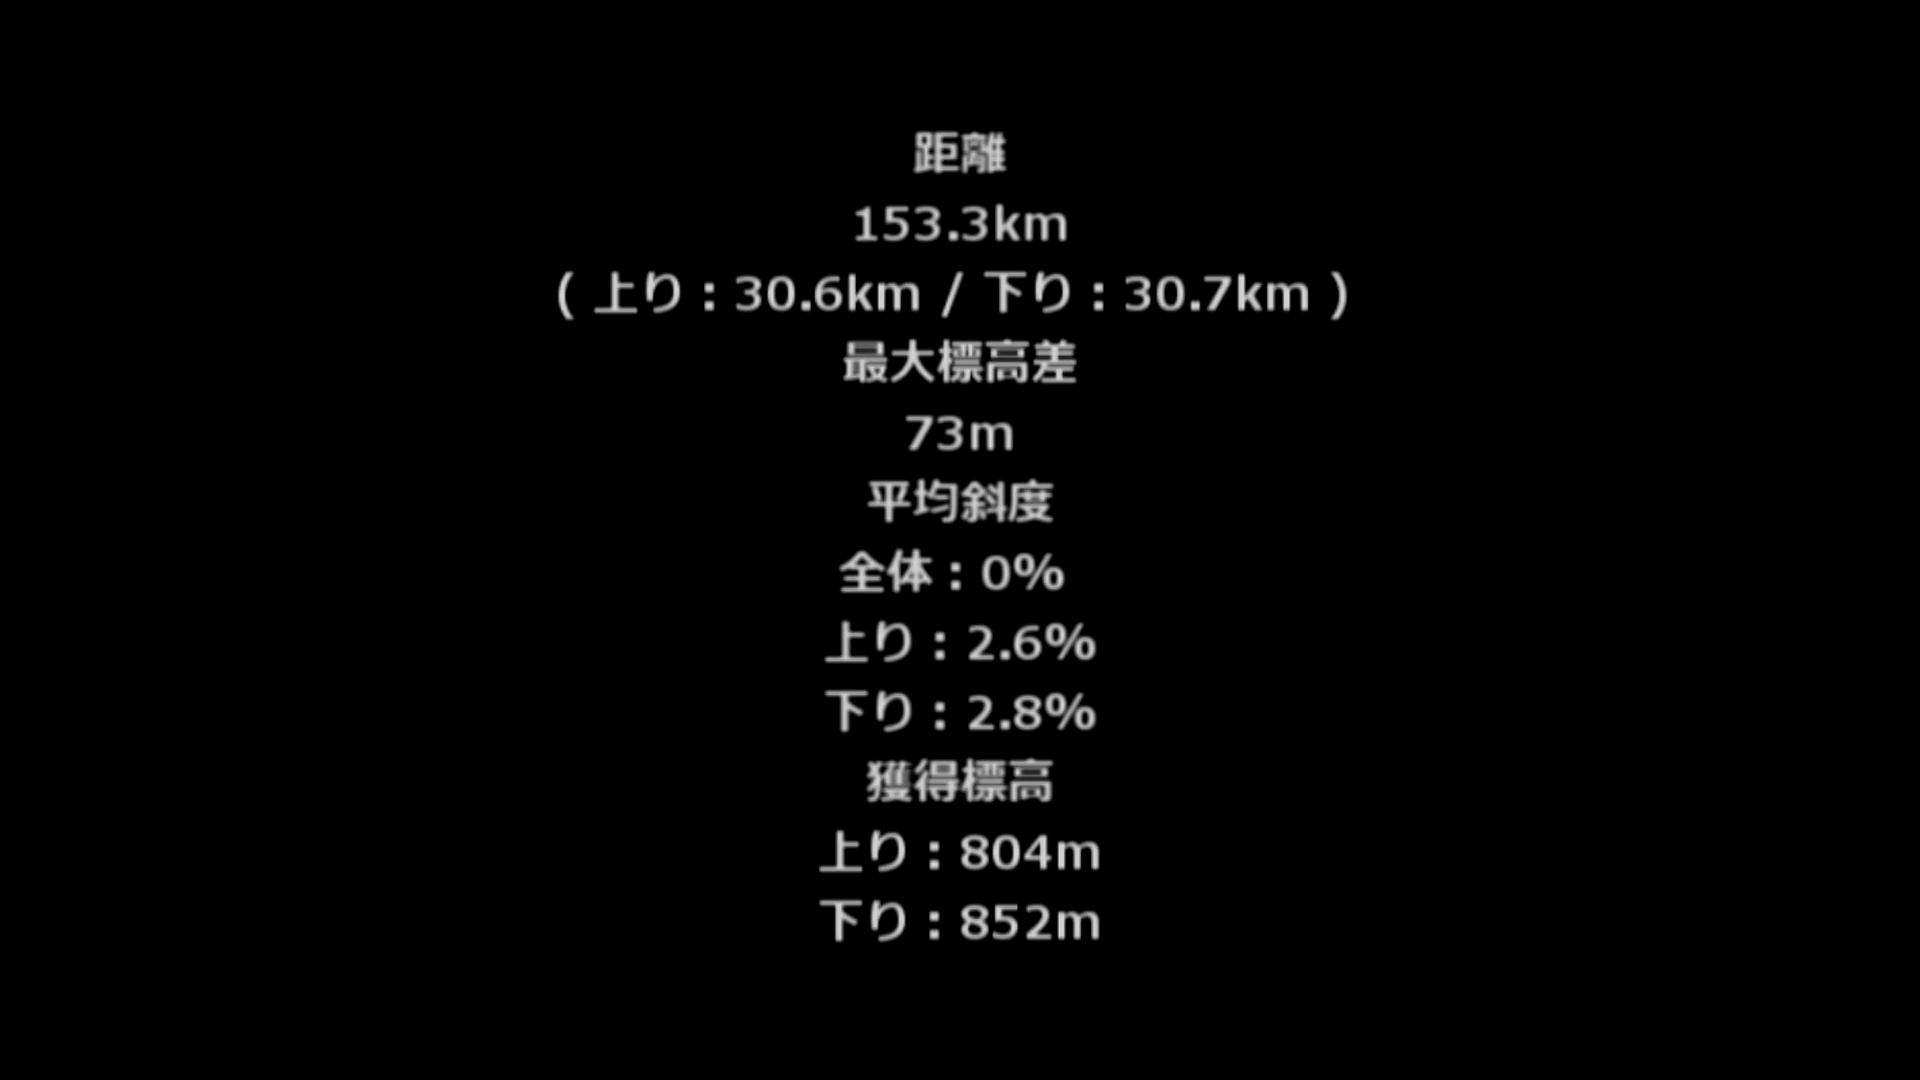 距離
153.3km
( 上り : 30.6km / 下り : 30.7km )
最大標高差
73m
平均斜度
全体 : 0%
上り : 2.6%
下り : 2.8%
獲得標高
上り : 804m
下り : 852m